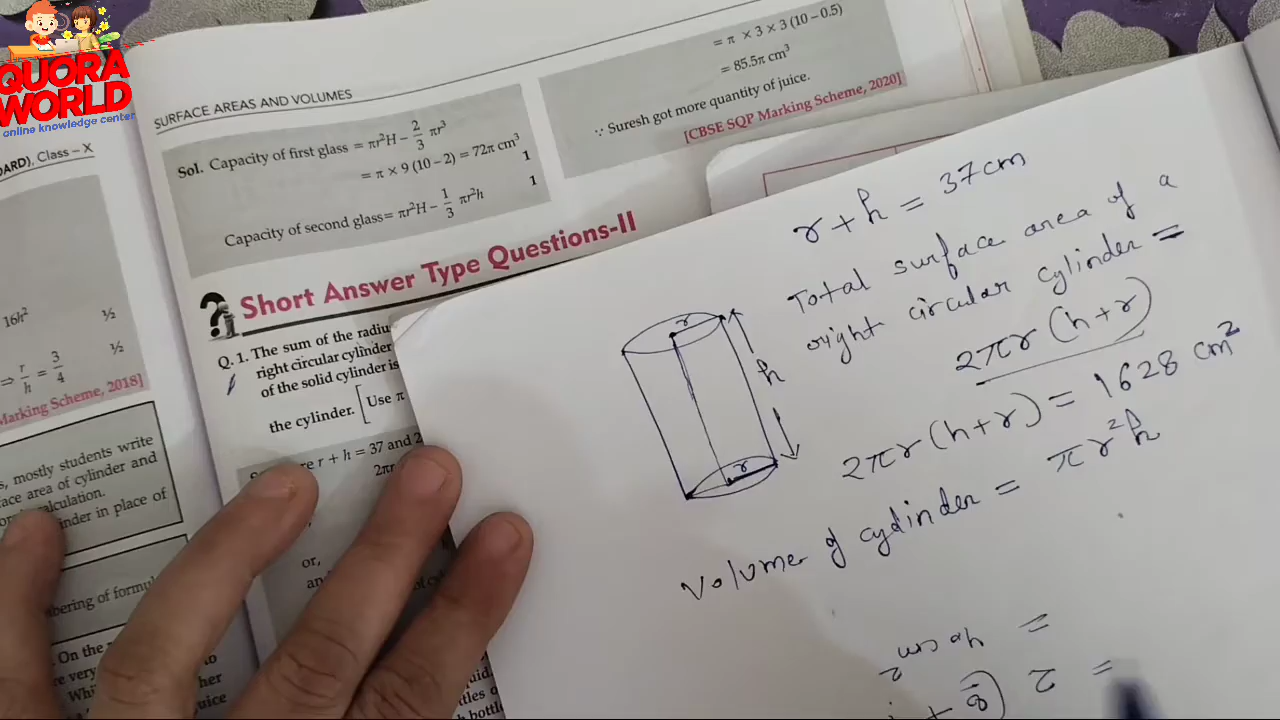 QUORA
WORLD
online knowledge center
SURFACE AREAS AND VOLUMES
Sol. Capacity of first glass = πr²H − 2/3 πr³
= π × 9 (10 − 2) = 72π cm³ 1
Capacity of second glass = πr²H − 1/3 πr²h 1
= π × 3 × 3 (10 − 0.5)
= 85.5π cm³
∵ Suresh got more quantity of juice.
[CBSE SQP Marking Scheme, 2020]
Short Answer Type Questions-II
Q. 1. The sum of the radiu
right circular cylinder
of the solid cylinder is
the cylinder. [Use π
re r + h = 37 and 2
2πr
or,
an
ARD), Class – X
16h² ½
⇒ r/h = 3/4 ½
Marking Scheme, 2018]
s, mostly students write
face area of cylinder and
calculation.
inder in place of
bering of formul
On the
r + h = 37 cm
Total surface area of a
right circular cylinder =
2πr (h + r)
2πr (h + r) = 1628 cm²
Volume of cylinder = πr²h
r
h
r